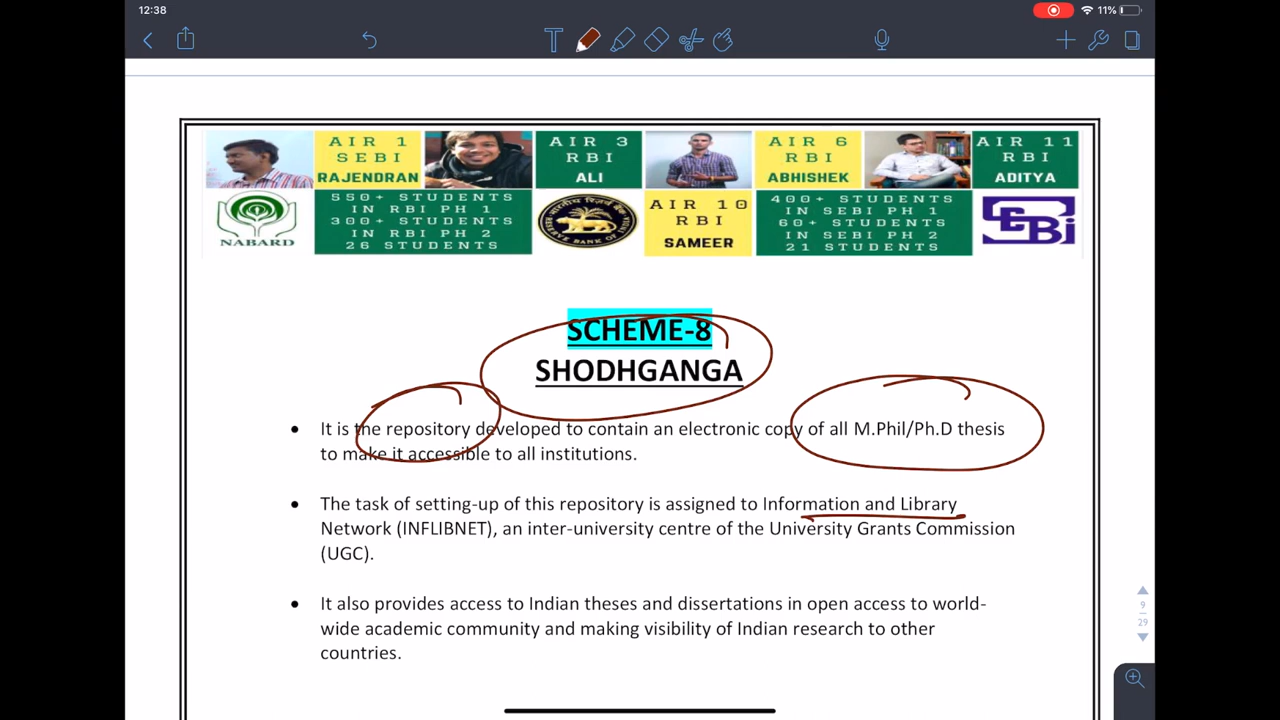 12:38
11%
T
AIR 1
SEBI
RAJENDRAN
AIR 3
RBI
ALI
AIR 6
RBI
ABHISHEK
AIR 11
RBI
ADITYA
NABARD
550+ STUDENTS
IN RBI PH 1
300+ STUDENTS
IN RBI PH 2
26 STUDENTS
AIR 10
RBI
SAMEER
400+ STUDENTS
IN SEBI PH 1
60+ STUDENTS
IN SEBI PH 2
21 STUDENTS
SEBI
SCHEME-8
SHODHGANGA
• It is the repository developed to contain an electronic copy of all M.Phil/Ph.D thesis
to make it accessible to all institutions.
• The task of setting-up of this repository is assigned to Information and Library
Network (INFLIBNET), an inter-university centre of the University Grants Commission
(UGC).
• It also provides access to Indian theses and dissertations in open access to world-
wide academic community and making visibility of Indian research to other
countries.
9
29